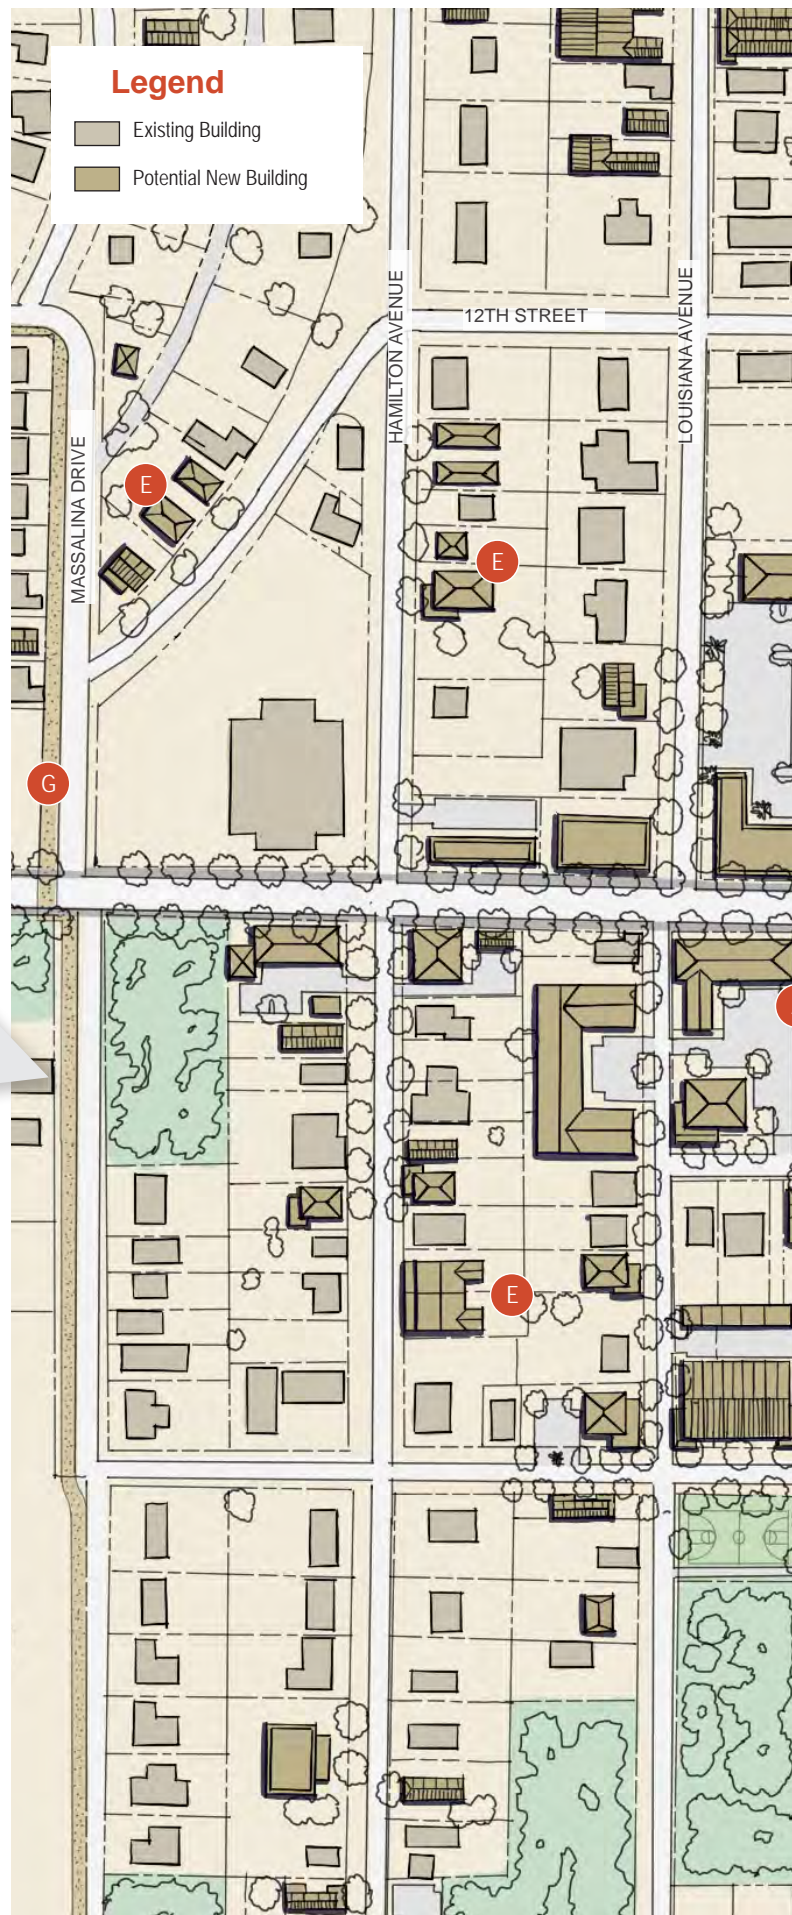 Legend
Existing Building
Potential New Building
12TH STREET
HAMILTON AVENUE
LOUISIANA AVENUE
MASSALINA DRIVE
E
E
G
E